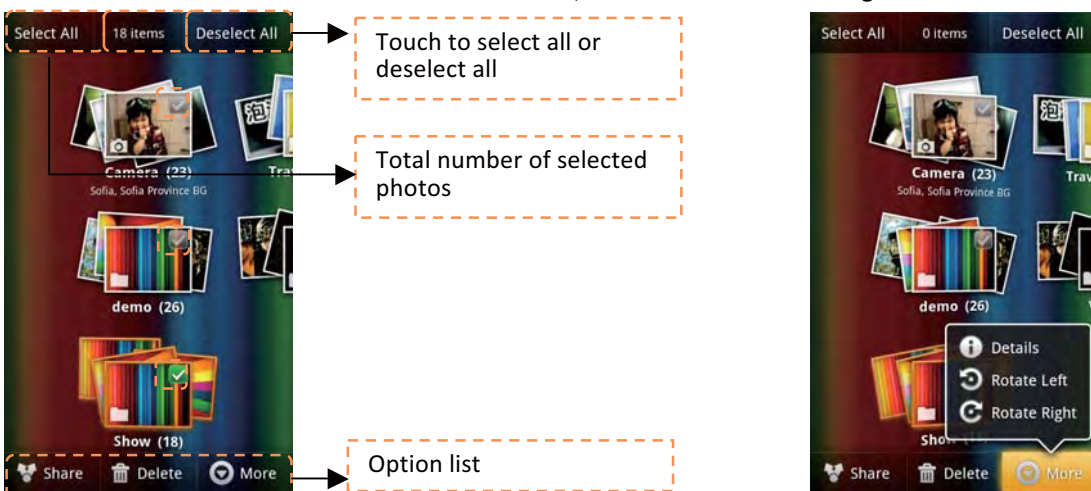 Select All
18 items
Deselect All
Touch to select all or
deselect all
Total number of selected
photos
Camera (23)
Sofia, Sofia Province BG
demo (26)
Show (18)
Share
Delete
More
Option list
Select All
0 items
Deselect All
泡
Camera (23)
Sofia, Sofia Province BG
demo (26)
Details
Rotate Left
Rotate Right
Share
Delete
More